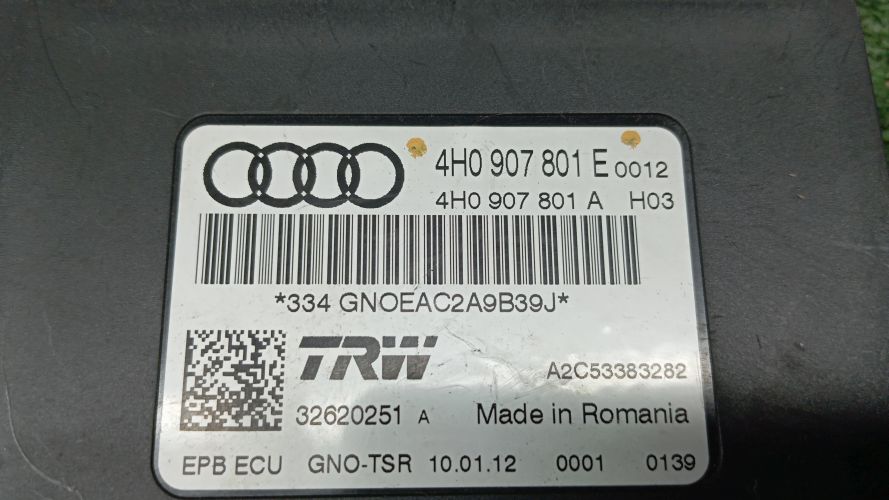 4H0 907 801 E 0012
4H0 907 801 A H03
*334 GNOEAC2A9B39J*
TRW A2C53383282
32620251 A Made in Romania
EPB ECU GNO-TSR 10.01.12 0001 0139